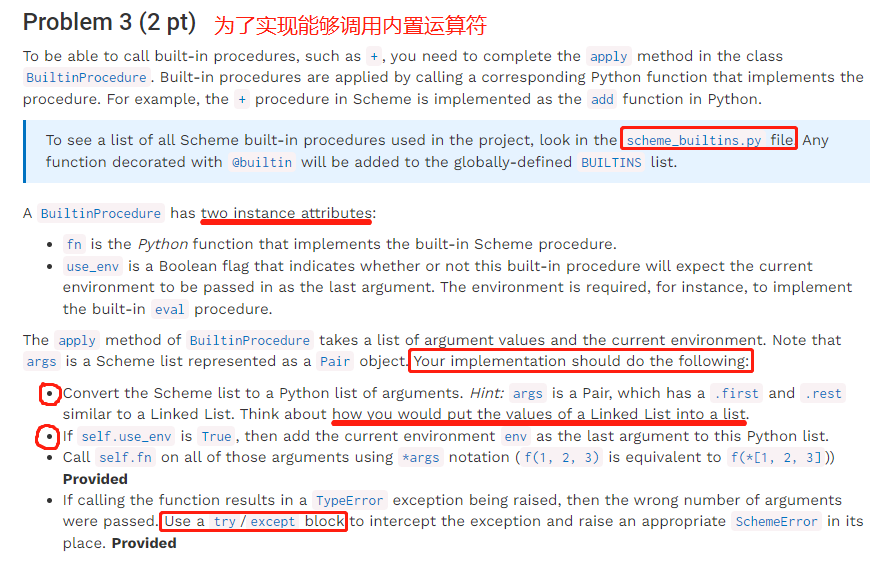 Problem 3 (2 pt) 为了实现能够调用内置运算符
To be able to call built-in procedures, such as +, you need to complete the apply method in the class
BuiltinProcedure. Built-in procedures are applied by calling a corresponding Python function that implements the
procedure. For example, the + procedure in Scheme is implemented as the add function in Python.
To see a list of all Scheme built-in procedures used in the project, look in the scheme_builtins.py file Any
function decorated with @builtin will be added to the globally-defined BUILTINS list.
A BuiltinProcedure has two instance attributes:
• fn is the Python function that implements the built-in Scheme procedure.
• use_env is a Boolean flag that indicates whether or not this built-in procedure will expect the current
environment to be passed in as the last argument. The environment is required, for instance, to implement
the built-in eval procedure.
The apply method of BuiltinProcedure takes a list of argument values and the current environment. Note that
args is a Scheme list represented as a Pair object. Your implementation should do the following:
• Convert the Scheme list to a Python list of arguments. Hint: args is a Pair, which has a .first and .rest
similar to a Linked List. Think about how you would put the values of a Linked List into a list.
• If self.use_env is True, then add the current environment env as the last argument to this Python list.
• Call self.fn on all of those arguments using *args notation (f(1, 2, 3) is equivalent to f(*[1, 2, 3]))
Provided
• If calling the function results in a TypeError exception being raised, then the wrong number of arguments
were passed. Use a try/except block to intercept the exception and raise an appropriate SchemeError in its
place. Provided